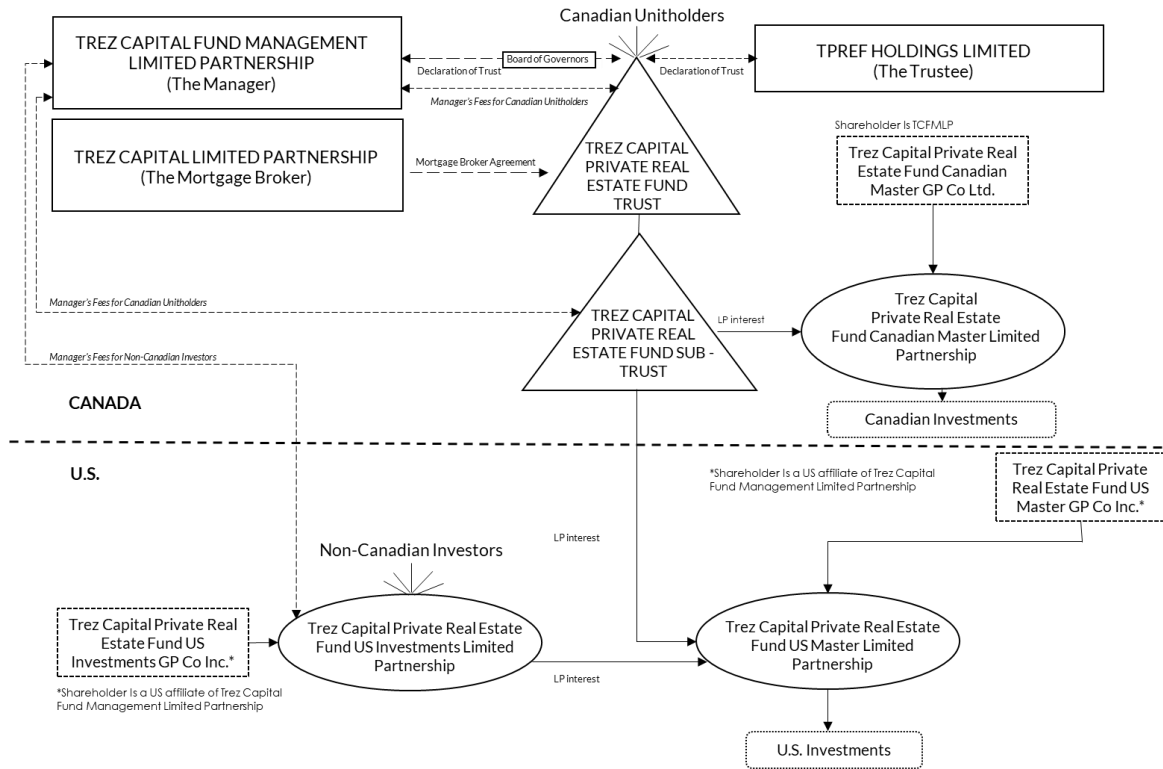 Canadian Unitholders
TREZ CAPITAL FUND MANAGEMENT
LIMITED PARTNERSHIP
(The Manager)
Board of Governors
Declaration of Trust
Manager's Fees for Canadian Unitholders
Declaration of Trust
TPREF HOLDINGS LIMITED
(The Trustee)
TREZ CAPITAL LIMITED PARTNERSHIP
(The Mortgage Broker)
Mortgage Broker Agreement
TREZ CAPITAL
PRIVATE REAL
ESTATE FUND
TRUST
Shareholder Is TCFMLP
Trez Capital Private Real
Estate Fund Canadian
Master GP Co Ltd.
Manager's Fees for Canadian Unitholders
TREZ CAPITAL
PRIVATE REAL
ESTATE FUND SUB -
TRUST
LP interest
Trez Capital
Private Real Estate
Fund Canadian Master Limited
Partnership
Manager's Fees for Non-Canadian Investors
CANADA
Canadian Investments
U.S.
*Shareholder Is a US affiliate of Trez Capital
Fund Management Limited Partnership
Trez Capital Private
Real Estate Fund US
Master GP Co Inc.*
LP interest
Non-Canadian Investors
Trez Capital Private Real
Estate Fund US
Investments GP Co Inc.*
*Shareholder Is a US affiliate of Trez Capital
Fund Management Limited Partnership
Trez Capital Private Real Estate
Fund US Investments Limited
Partnership
LP interest
Trez Capital Private Real Estate
Fund US Master Limited
Partnership
U.S. Investments